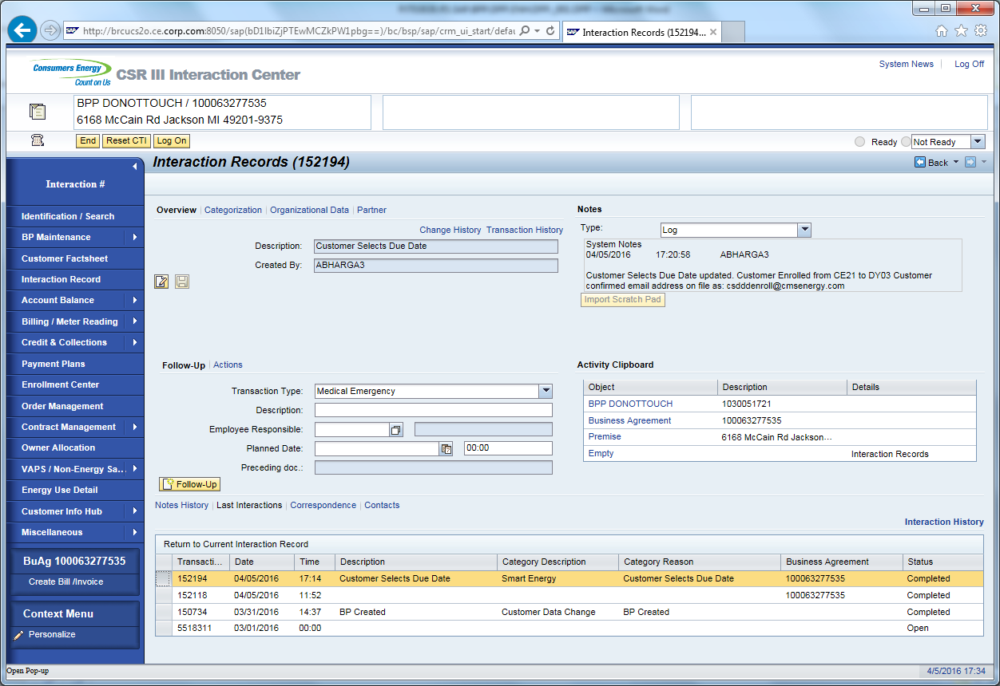 http://brcucs2o.ce.corp.com:8050/sap(bD1lbiZjPTEwMCZkPW1pbg==)/bc/bsp/sap/crm_ui_start/defau
SAP Interaction Records (152194...
Consumers Energy
Count on Us
CSR III Interaction Center
System News
Log Off
BPP DONOTTOUCH / 100063277535
6168 McCain Rd Jackson MI 49201-9375
End Reset CTI Log On
Ready Not Ready
Interaction Records (152194)
Back
Interaction #
Identification / Search
BP Maintenance
Customer Factsheet
Interaction Record
Account Balance
Billing / Meter Reading
Credit & Collections
Payment Plans
Enrollment Center
Order Management
Contract Management
Owner Allocation
VAPS / Non-Energy Sa...
Energy Use Detail
Customer Info Hub
Miscellaneous
BuAg 100063277535
Create Bill /Invoice
Context Menu
Personalize
Overview Categorization Organizational Data Partner
Change History Transaction History
Description: Customer Selects Due Date
Created By: ABHARGA3
Notes
Type: Log
System Notes
04/05/2016 17:20:58 ABHARGA3
Customer Selects Due Date updated. Customer Enrolled from CE21 to DY03 Customer
confirmed email address on file as: csdddenroll@cmsenergy.com
Import Scratch Pad
Follow-Up Actions
Transaction Type: Medical Emergency
Description:
Employee Responsible:
Planned Date: 00:00
Preceding doc.:
Follow-Up
Activity Clipboard
Object Description Details
BPP DONOTTOUCH 1030051721
Business Agreement 100063277535
Premise 6168 McCain Rd Jackson...
Empty Interaction Records
Notes History Last Interactions Correspondence Contacts
Interaction History
Return to Current Interaction Record
Transacti... Date Time Description Category Description Category Reason Business Agreement Status
152194 04/05/2016 17:14 Customer Selects Due Date Smart Energy Customer Selects Due Date 100063277535 Completed
152118 04/05/2016 11:52 100063277535 Completed
150734 03/31/2016 14:37 BP Created Customer Data Change BP Created Completed
5518311 03/01/2016 00:00 Open
Open Pop-up
4/5/2016 17:34